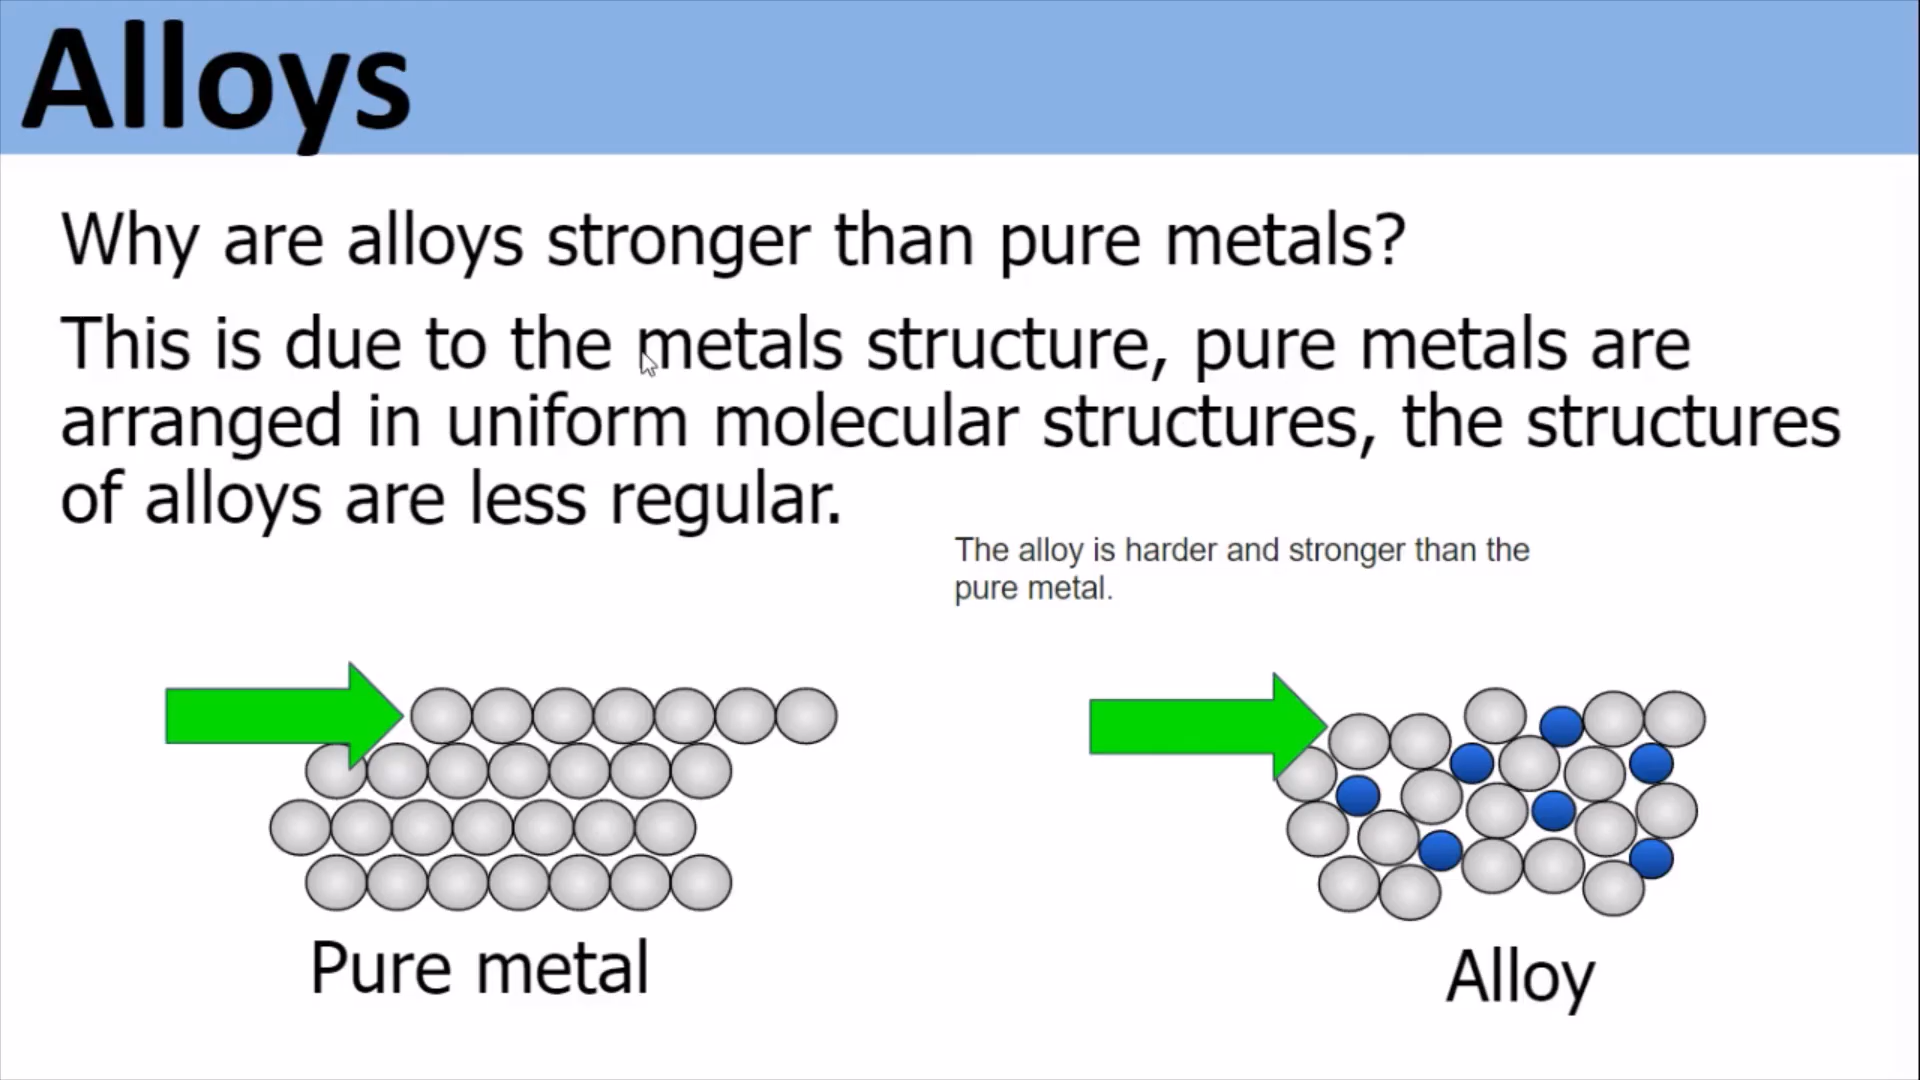 Alloys
Why are alloys stronger than pure metals?
This is due to the metals structure, pure metals are
arranged in uniform molecular structures, the structures
of alloys are less regular.
The alloy is harder and stronger than the
pure metal.
Pure metal
Alloy